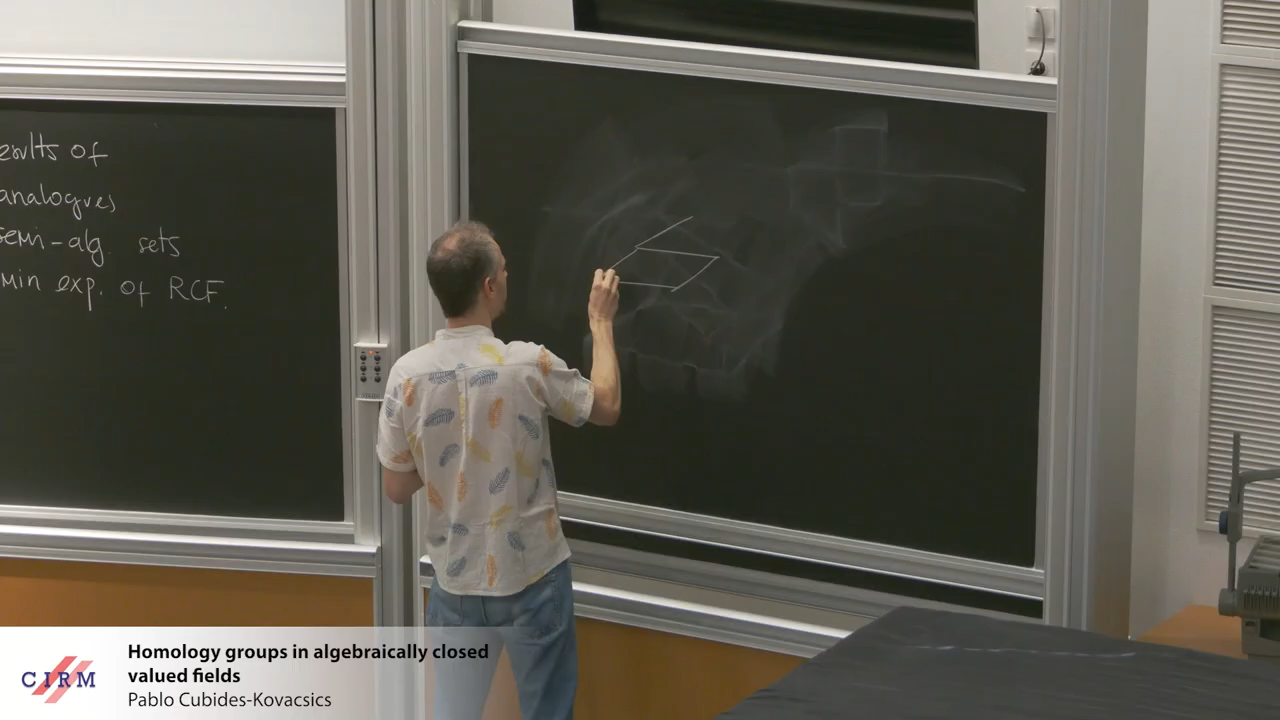 of
analogues
semi-alg. sets
min exp. of RCF.
CIRM
Homology groups in algebraically closed
valued fields
Pablo Cubides-Kovacsics